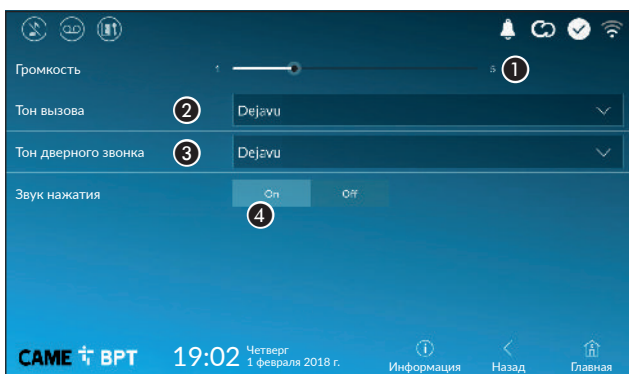 Громкость 1 5 1
Тон вызова 2 Dejavu
Тон дверного звонка 3 Dejavu
Звук нажатия On Off
4
CAME BPT 19:02 Четверг
1 февраля 2018 г.
Информация Назад Главная